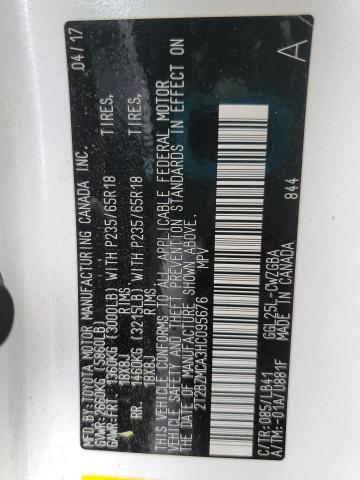 MFD.BY:TOYOTA MOTOR MANUFACTURING CANADA INC. 04/17
GVWR:2660KG (5860LB)
GAWR:FRT. 1366KG (3000LB) WITH P235/65R18 TIRES.
18X8J RIMS
RR. 1460KG (3215LB) WITH P235/65R18 TIRES.
18X8J RIMS
THIS VEHICLE CONFORMS TO ALL APPLICABLE FEDERAL MOTOR
VEHICLE SAFETY AND THEFT PREVENTION STANDARDS IN EFFECT ON
THE DATE OF MANUFACTURE SHOWN ABOVE.
2T2BZMCA3HC095676 MPV
844 A
C/TR:085/LB41 GGL25L-CWZGBA
A/TM:-01A/U881F MADE IN CANADA